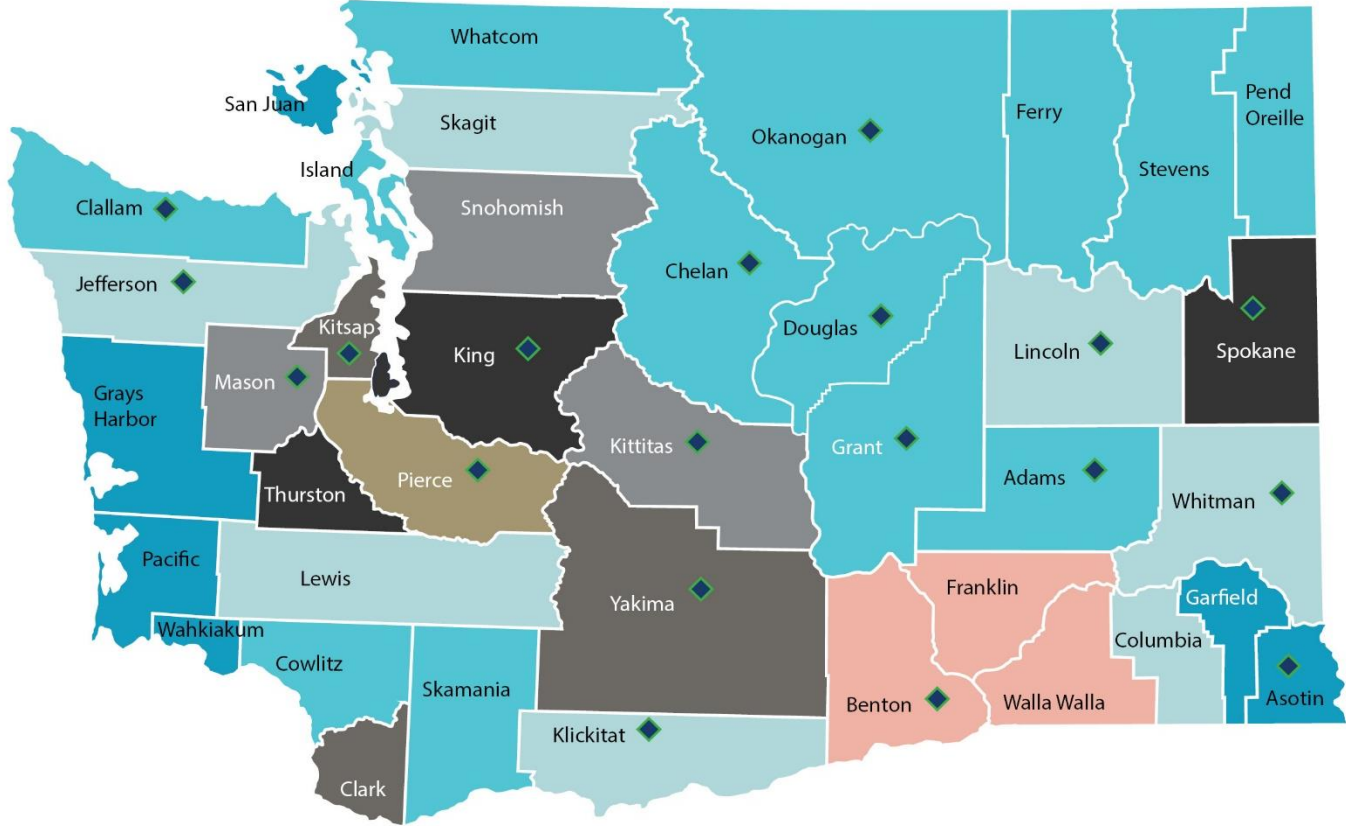 Whatcom
San Juan
Skagit
Island
Okanogan
Ferry
Pend
Oreille
Stevens
Clallam
Snohomish
Chelan
Jefferson
Kitsap
King
Douglas
Lincoln
Spokane
Mason
Grays
Harbor
Kittitas
Grant
Pierce
Adams
Thurston
Whitman
Pacific
Lewis
Yakima
Franklin
Garfield
Wahkiakum
Columbia
Cowlitz
Skamania
Benton
Walla Walla
Asotin
Klickitat
Clark